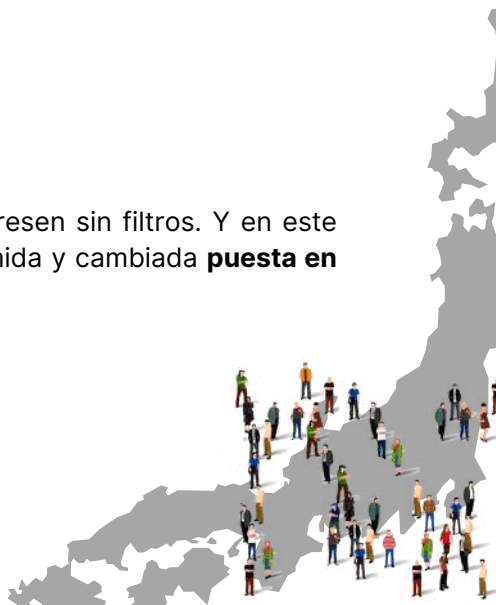 resen sin filtros. Y en este
nida y cambiada puesta en